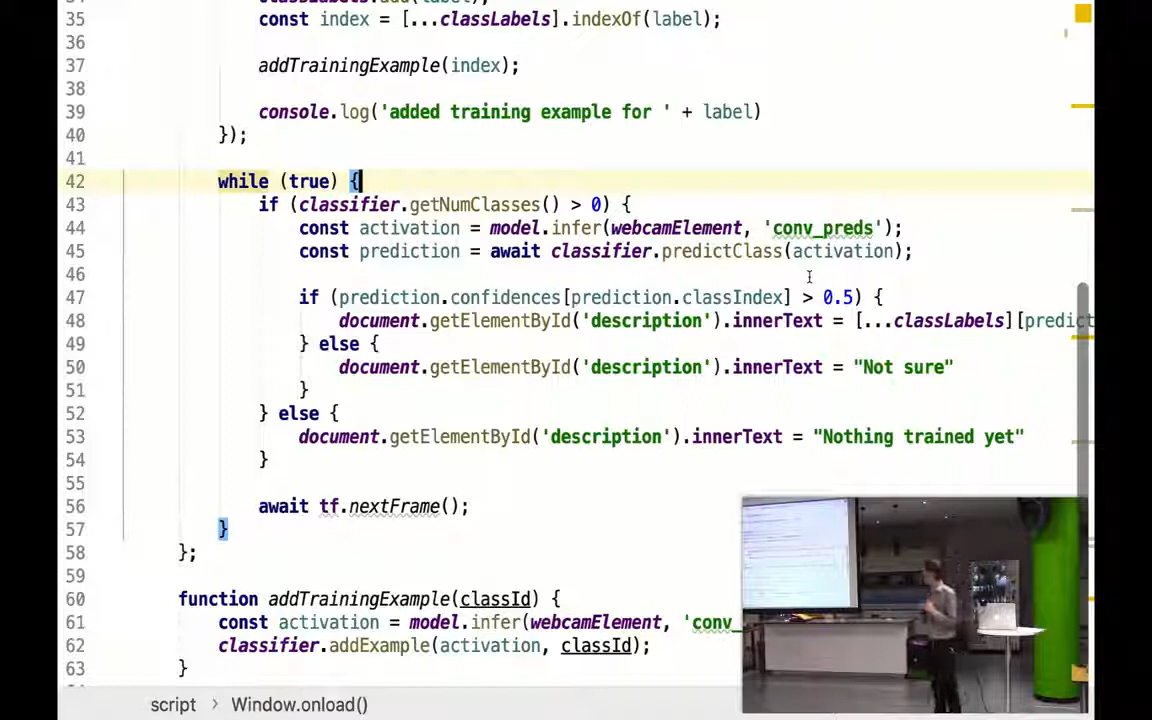 35 const index = [...classLabels].indexOf(label);
36
37 addTrainingExample(index);
38
39 console.log('added training example for ' + label)
40 });
41
42 while (true) {
43 if (classifier.getNumClasses() > 0) {
44 const activation = model.infer(webcamElement, 'conv_preds');
45 const prediction = await classifier.predictClass(activation);
46
47 if (prediction.confidences[prediction.classIndex] > 0.5) {
48 document.getElementById('description').innerText = [...classLabels][predict
49 } else {
50 document.getElementById('description').innerText = "Not sure"
51 }
52 } else {
53 document.getElementById('description').innerText = "Nothing trained yet"
54 }
55
56 await tf.nextFrame();
57 }
58 };
59
60 function addTrainingExample(classId) {
61 const activation = model.infer(webcamElement, 'conv_
62 classifier.addExample(activation, classId);
63 }
script > Window.onload()